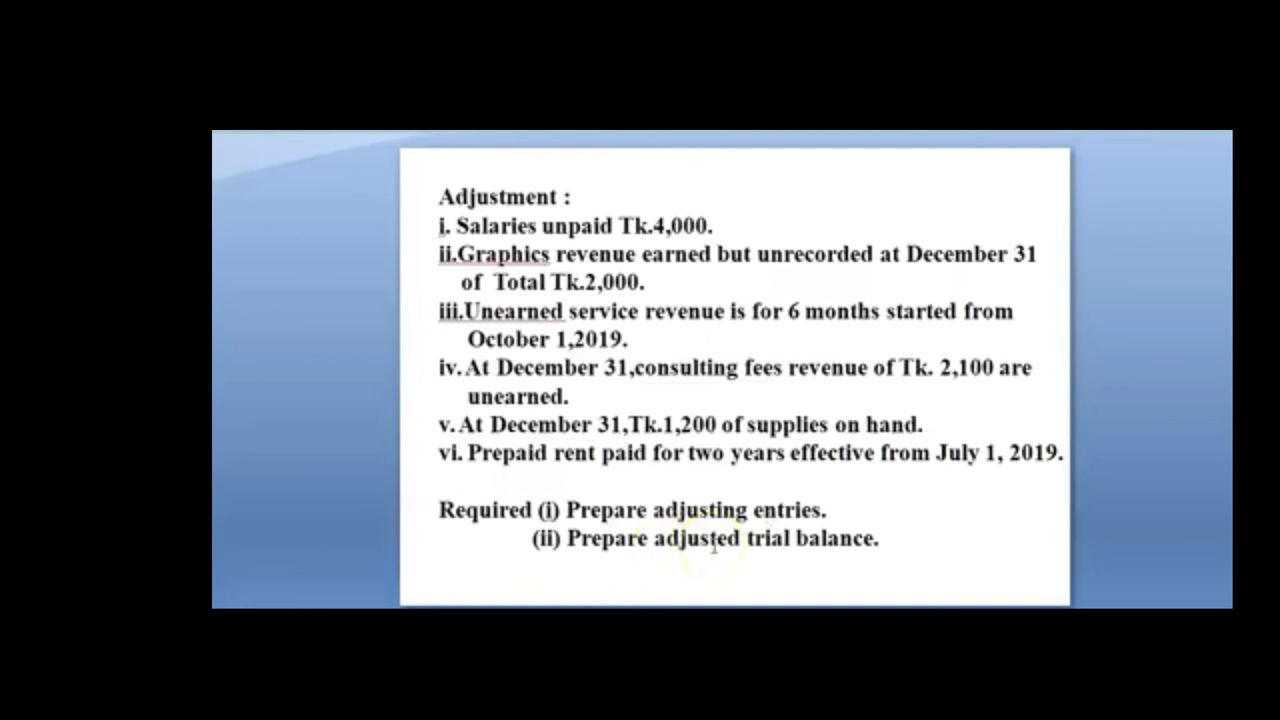 Adjustment :
i. Salaries unpaid Tk.4,000.
ii.Graphics revenue earned but unrecorded at December 31
of Total Tk.2,000.
iii.Unearned service revenue is for 6 months started from
October 1,2019.
iv. At December 31,consulting fees revenue of Tk. 2,100 are
unearned.
v. At December 31,Tk.1,200 of supplies on hand.
vi. Prepaid rent paid for two years effective from July 1, 2019.
Required (i) Prepare adjusting entries.
(ii) Prepare adjusted trial balance.